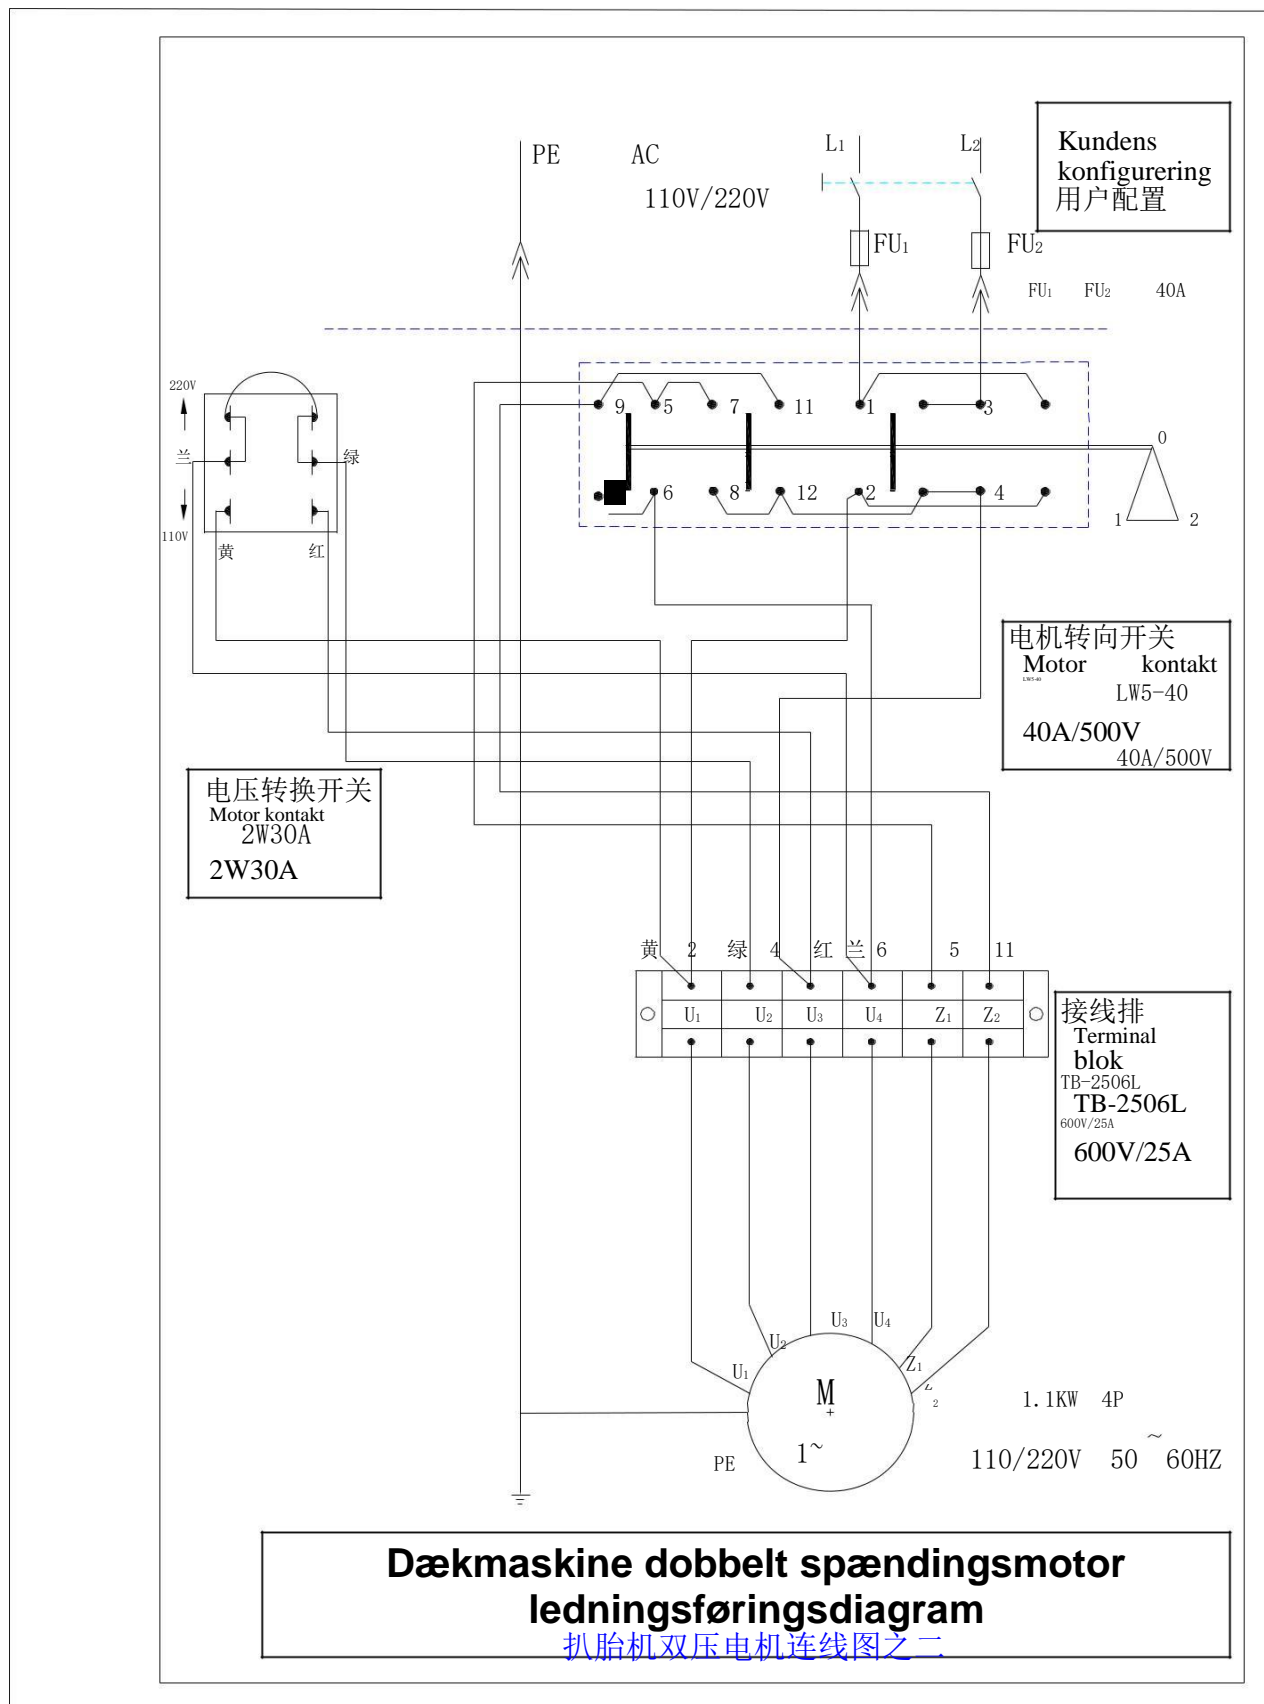 PE
AC
110V/220V
L1
L2
Kundens
konfigurering
用户配置
FU1
FU2
FU1 FU2 40A
220V
兰
绿
110V
黄
红
9 5 7 11 1 3
6 8 12 2 4
0
1 2
电机转向开关
Motor kontakt
LW5-40
LW5-40
40A/500V
40A/500V
电压转换开关
Motor kontakt
2W30A
2W30A
黄 2 绿 4 红 兰 6 5 11
U1 U2 U3 U4 Z1 Z2
接线排
Terminal
blok
TB-2506L
TB-2506L
600V/25A
600V/25A
U3 U4
U2
U1
Z1
Z
2
M
1~
PE
1.1KW 4P
110/220V 50 ~ 60HZ
Dækmaskine dobbelt spændingsmotor
ledningsføringsdiagram
扒胎机双压电机连线图之二